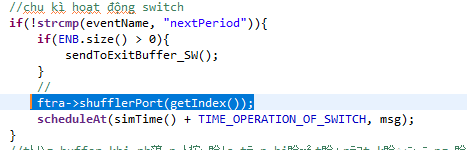 //chu kì hoạt động switch
if(!strcmp(eventName, "nextPeriod")){
if(ENB.size() > 0){
sendToExitBuffer_SW();
}
//
ftra->shufflerPort(getIndex());
scheduleAt(simTime() + TIME_OPERATION_OF_SWITCH, msg);
}